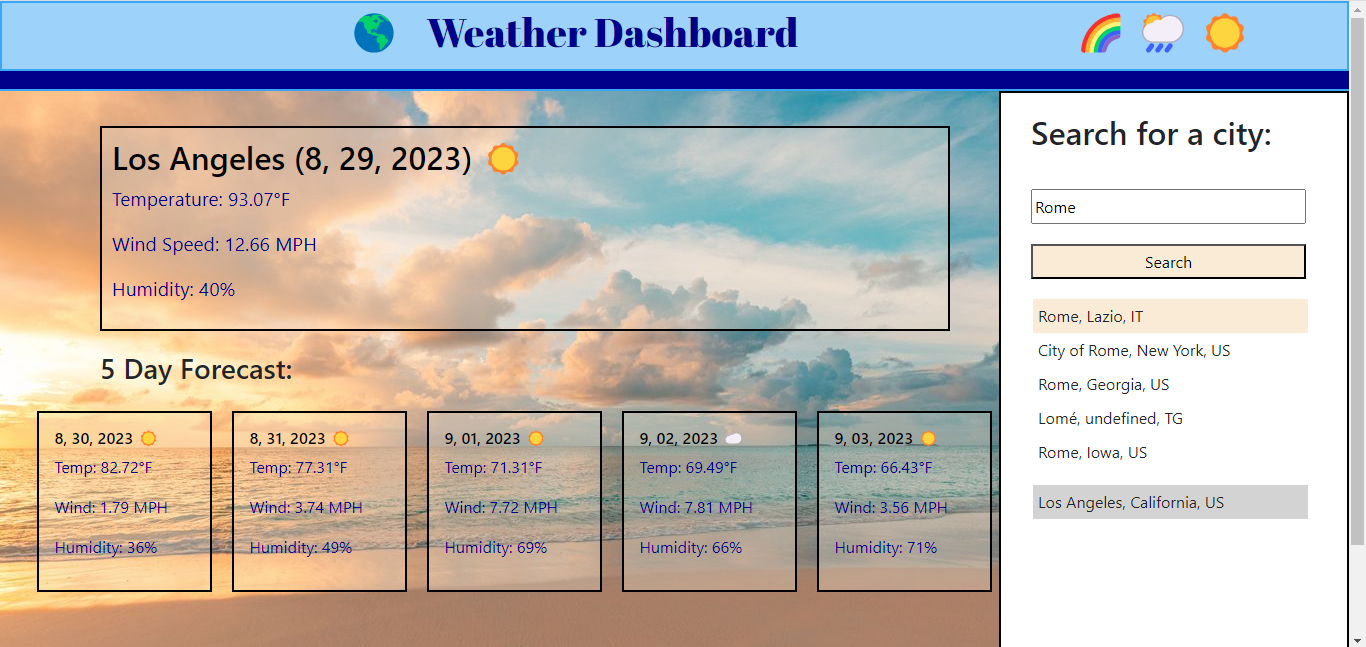 Weather Dashboard
Los Angeles (8, 29, 2023)
Temperature: 93.07°F
Wind Speed: 12.66 MPH
Humidity: 40%
5 Day Forecast:
8, 30, 2023
Temp: 82.72°F
Wind: 1.79 MPH
Humidity: 36%
8, 31, 2023
Temp: 77.31°F
Wind: 3.74 MPH
Humidity: 49%
9, 01, 2023
Temp: 71.31°F
Wind: 7.72 MPH
Humidity: 69%
9, 02, 2023
Temp: 69.49°F
Wind: 7.81 MPH
Humidity: 66%
9, 03, 2023
Temp: 66.43°F
Wind: 3.56 MPH
Humidity: 71%
Search for a city:
Rome
Search
Rome, Lazio, IT
City of Rome, New York, US
Rome, Georgia, US
Lomé, undefined, TG
Rome, Iowa, US
Los Angeles, California, US